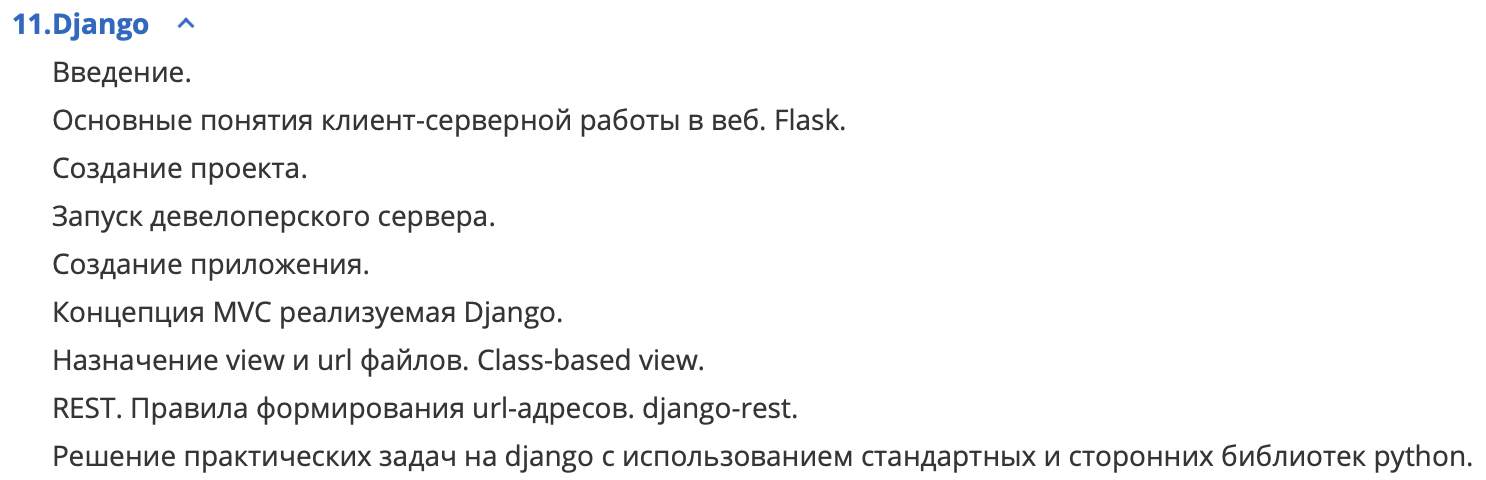 11.Django
Введение.
Основные понятия клиент-серверной работы в веб. Flask.
Создание проекта.
Запуск девелоперского сервера.
Создание приложения.
Концепция MVC реализуемая Django.
Назначение view и url файлов. Class-based view.
REST. Правила формирования url-адресов. django-rest.
Решение практических задач на django с использованием стандартных и сторонних библиотек python.